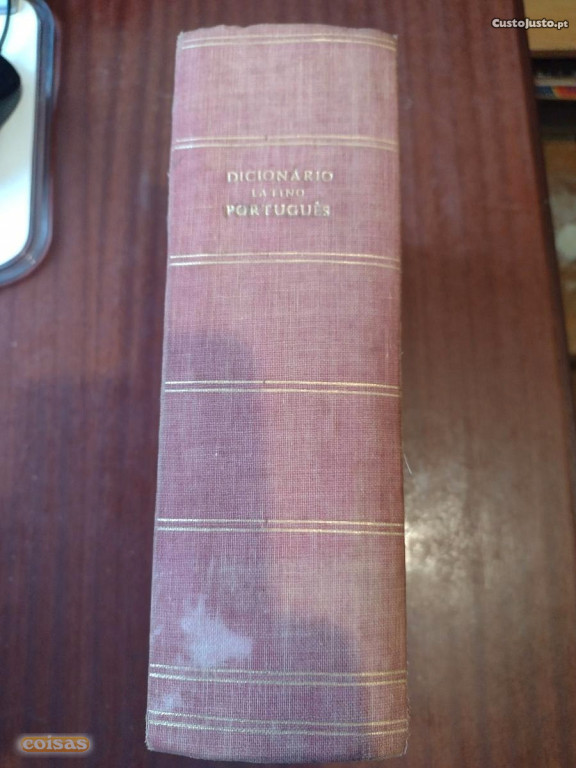 CustoJusto.pt
DICIONÁRIO
LATINO
PORTUGUÊS
coisas